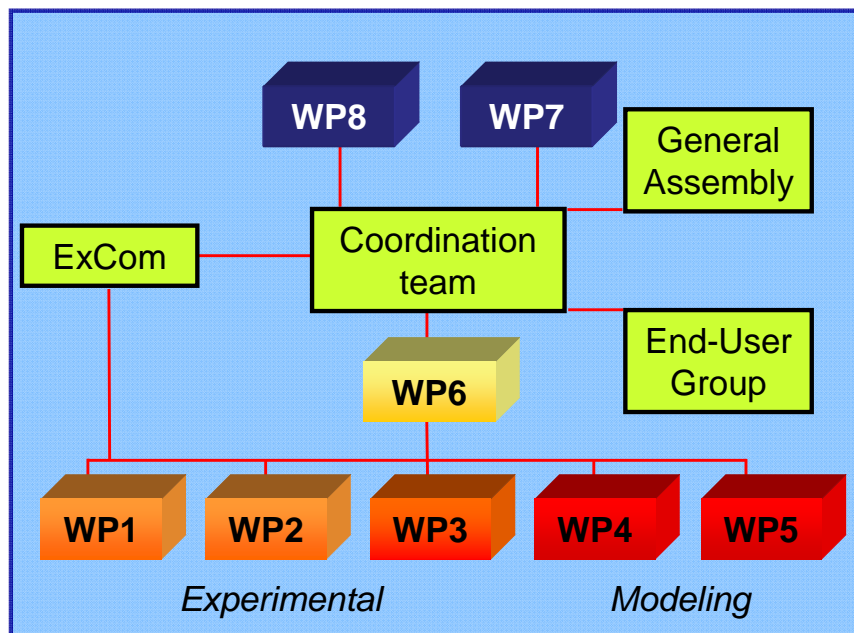 WP8
WP7
General
Assembly
ExCom
Coordination
team
End-User
Group
WP6
WP1
WP2
WP3
WP4
WP5
Experimental
Modeling